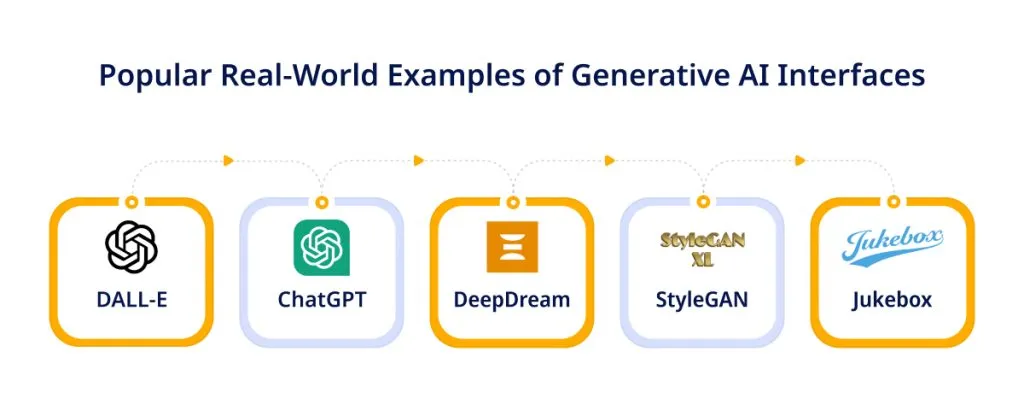 Popular Real-World Examples of Generative AI Interfaces
StyleGAN
XL
Jukebox
DALL-E
ChatGPT
DeepDream
StyleGAN
Jukebox